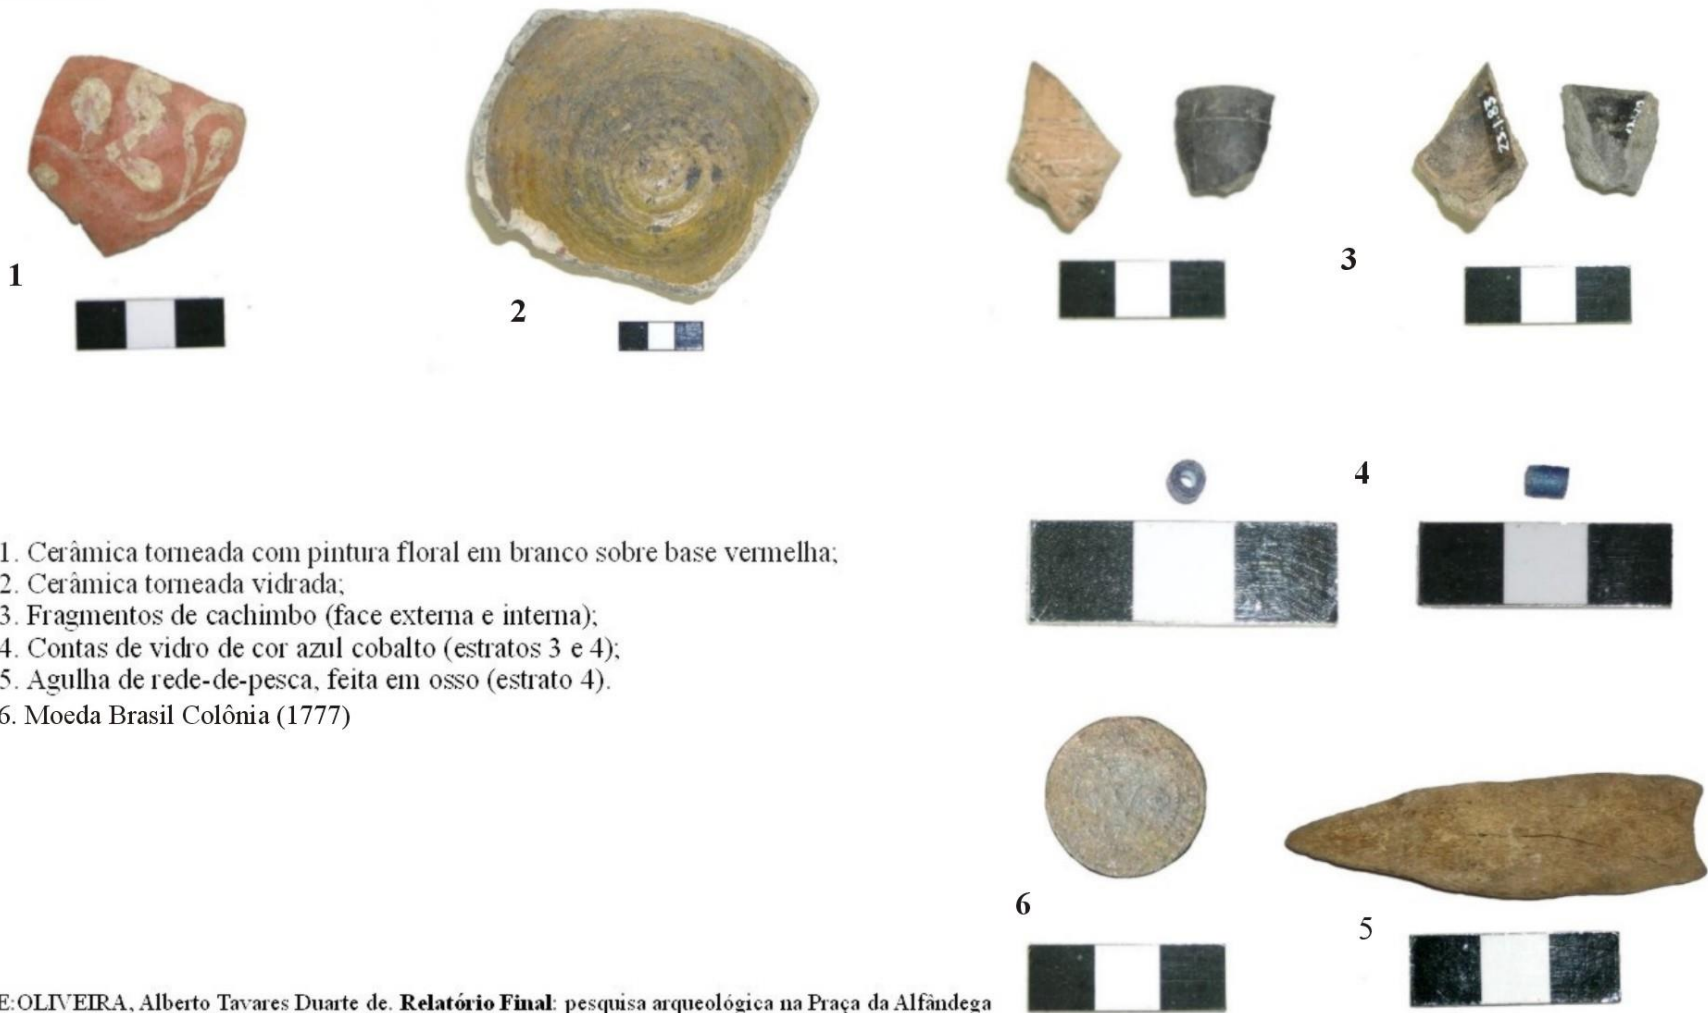 1
2
3
23183
4
1. Cerâmica torneada com pintura floral em branco sobre base vermelha;
2. Cerâmica torneada vidrada;
3. Fragmentos de cachimbo (face externa e interna);
4. Contas de vidro de cor azul cobalto (estratos 3 e 4);
5. Agulha de rede-de-pesca, feita em osso (estrato 4).
6. Moeda Brasil Colônia (1777)
6
5
E:OLIVEIRA, Alberto Tavares Duarte de. Relatório Final: pesquisa arqueológica na Praça da Alfândega